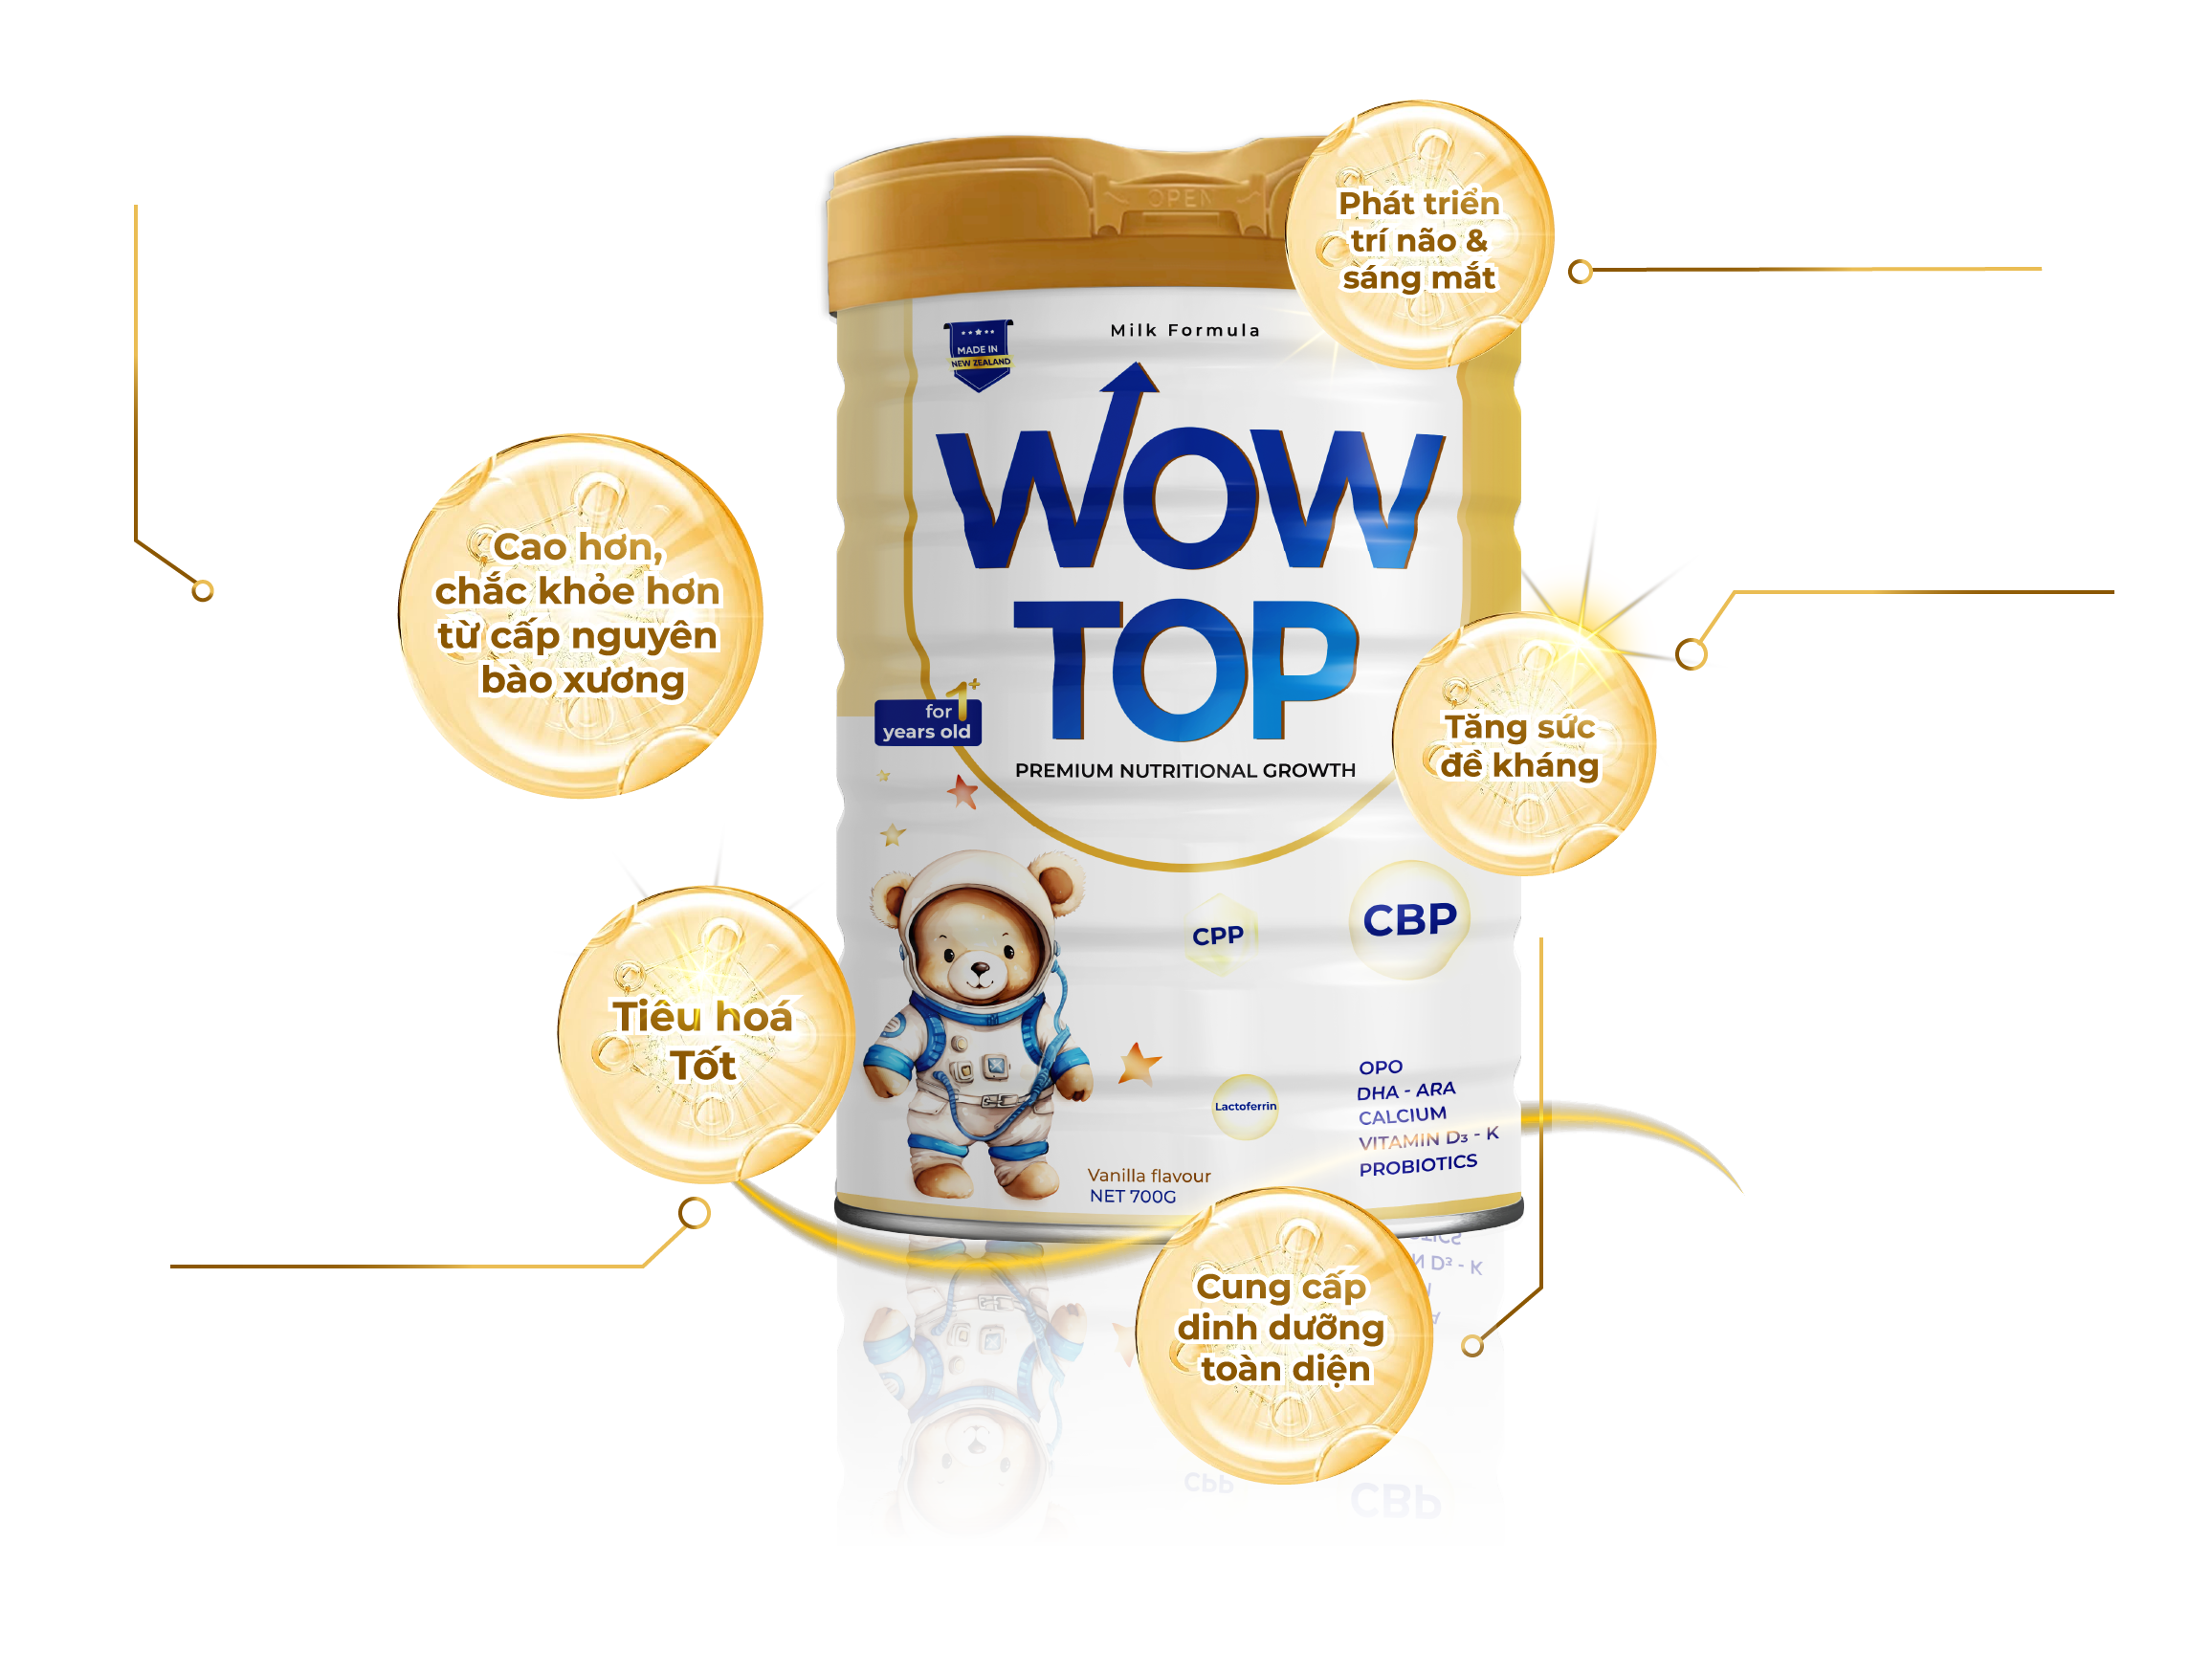 OPEN
Phát triển
trí não &
sáng mắt
Milk Formula
MADE IN
NEW ZEALAND
WOW
TOP
PREMIUM NUTRITIONAL GROWTH
for 1+
years old
Cao hơn,
chắc khỏe hơn
từ cấp nguyên
bào xương
Tăng sức
đề kháng
CPP
CBP
Tiêu hoá
Tốt
Lactoferrin
OPO
DHA - ARA
CALCIUM
VITAMIN D₃ - K
PROBIOTICS
Vanilla flavour
NET 700G
Cung cấp
dinh dưỡng
toàn diện